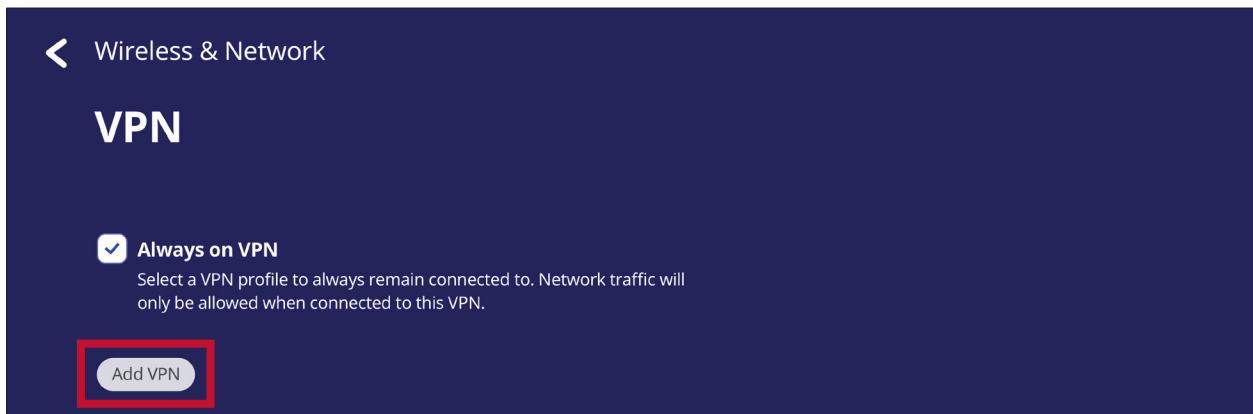 Wireless & Network
VPN
Always on VPN
Select a VPN profile to always remain connected to. Network traffic will
only be allowed when connected to this VPN.
Add VPN